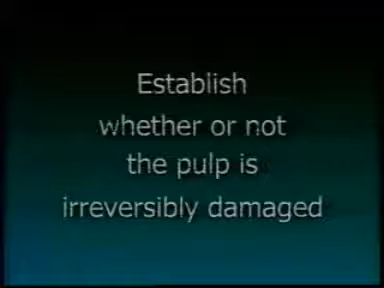 Establish
whether or not
the pulp is
irreversibly damaged